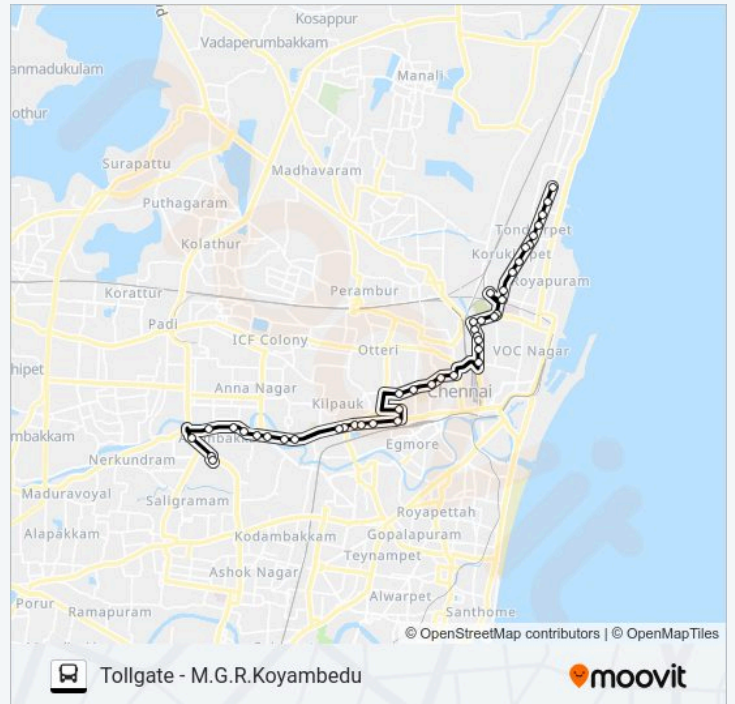 Kosappur
Vadaperumbakkam
anmadukulam
Manali
othur
Surapattu
Madhavaram
Puthagaram
Kolathur
Korukkupet
Royapuram
Korattur
Perambur
Padi
ICF Colony
Otteri
VOC Nagar
hipet
Anna Nagar
Kilpauk
Chennai
mbakkam
Egmore
Nerkundram
Maduravoyal
Saligramam
Royapettah
Alapakkam
Kodambakkam
Gopalapuram
Teynampet
Ashok Nagar
Alwarpet
Porur
Ramapuram
Santhome
© OpenStreetMap contributors | © OpenMapTiles
Tollgate - M.G.R.Koyambedu
moovit